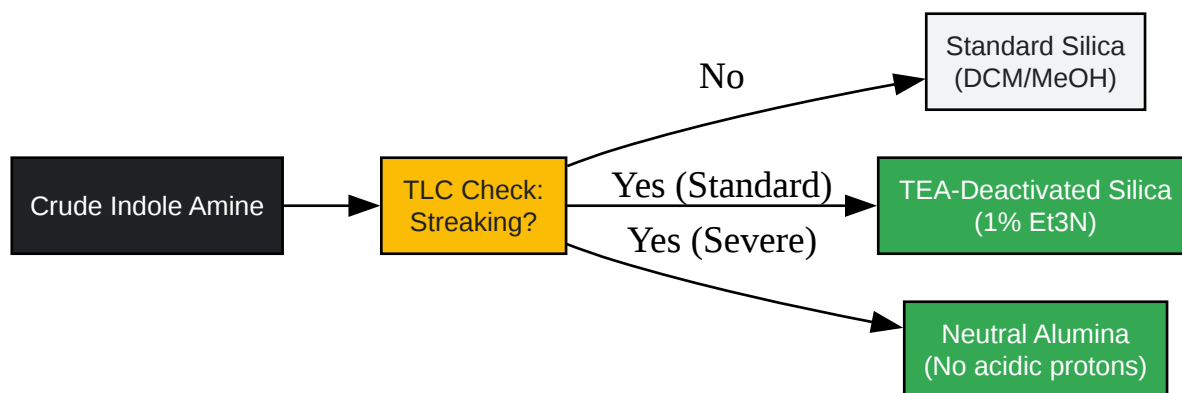 Crude Indole Amine
TLC Check:
Streaking?
No
Standard Silica
(DCM/MeOH)
Yes (Standard)
TEA-Deactivated Silica
(1% Et3N)
Yes (Severe)
Neutral Alumina
(No acidic protons)